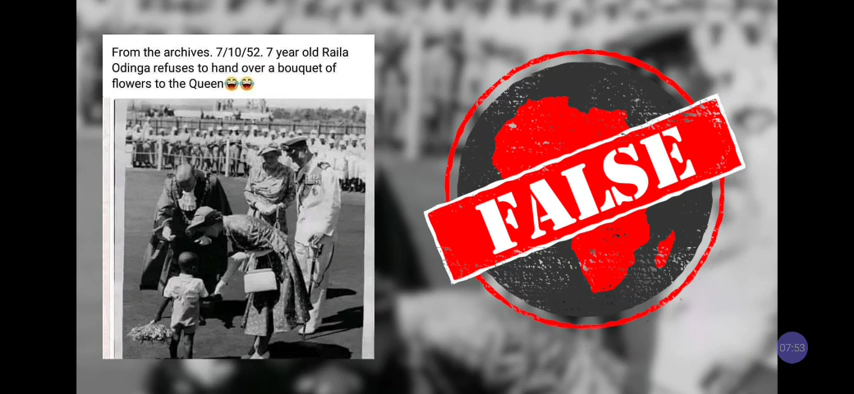 From the archives. 7/10/52. 7 year old Raila
Odinga refuses to hand over a bouquet of
flowers to the Queen😂😂
FALSE
07:53